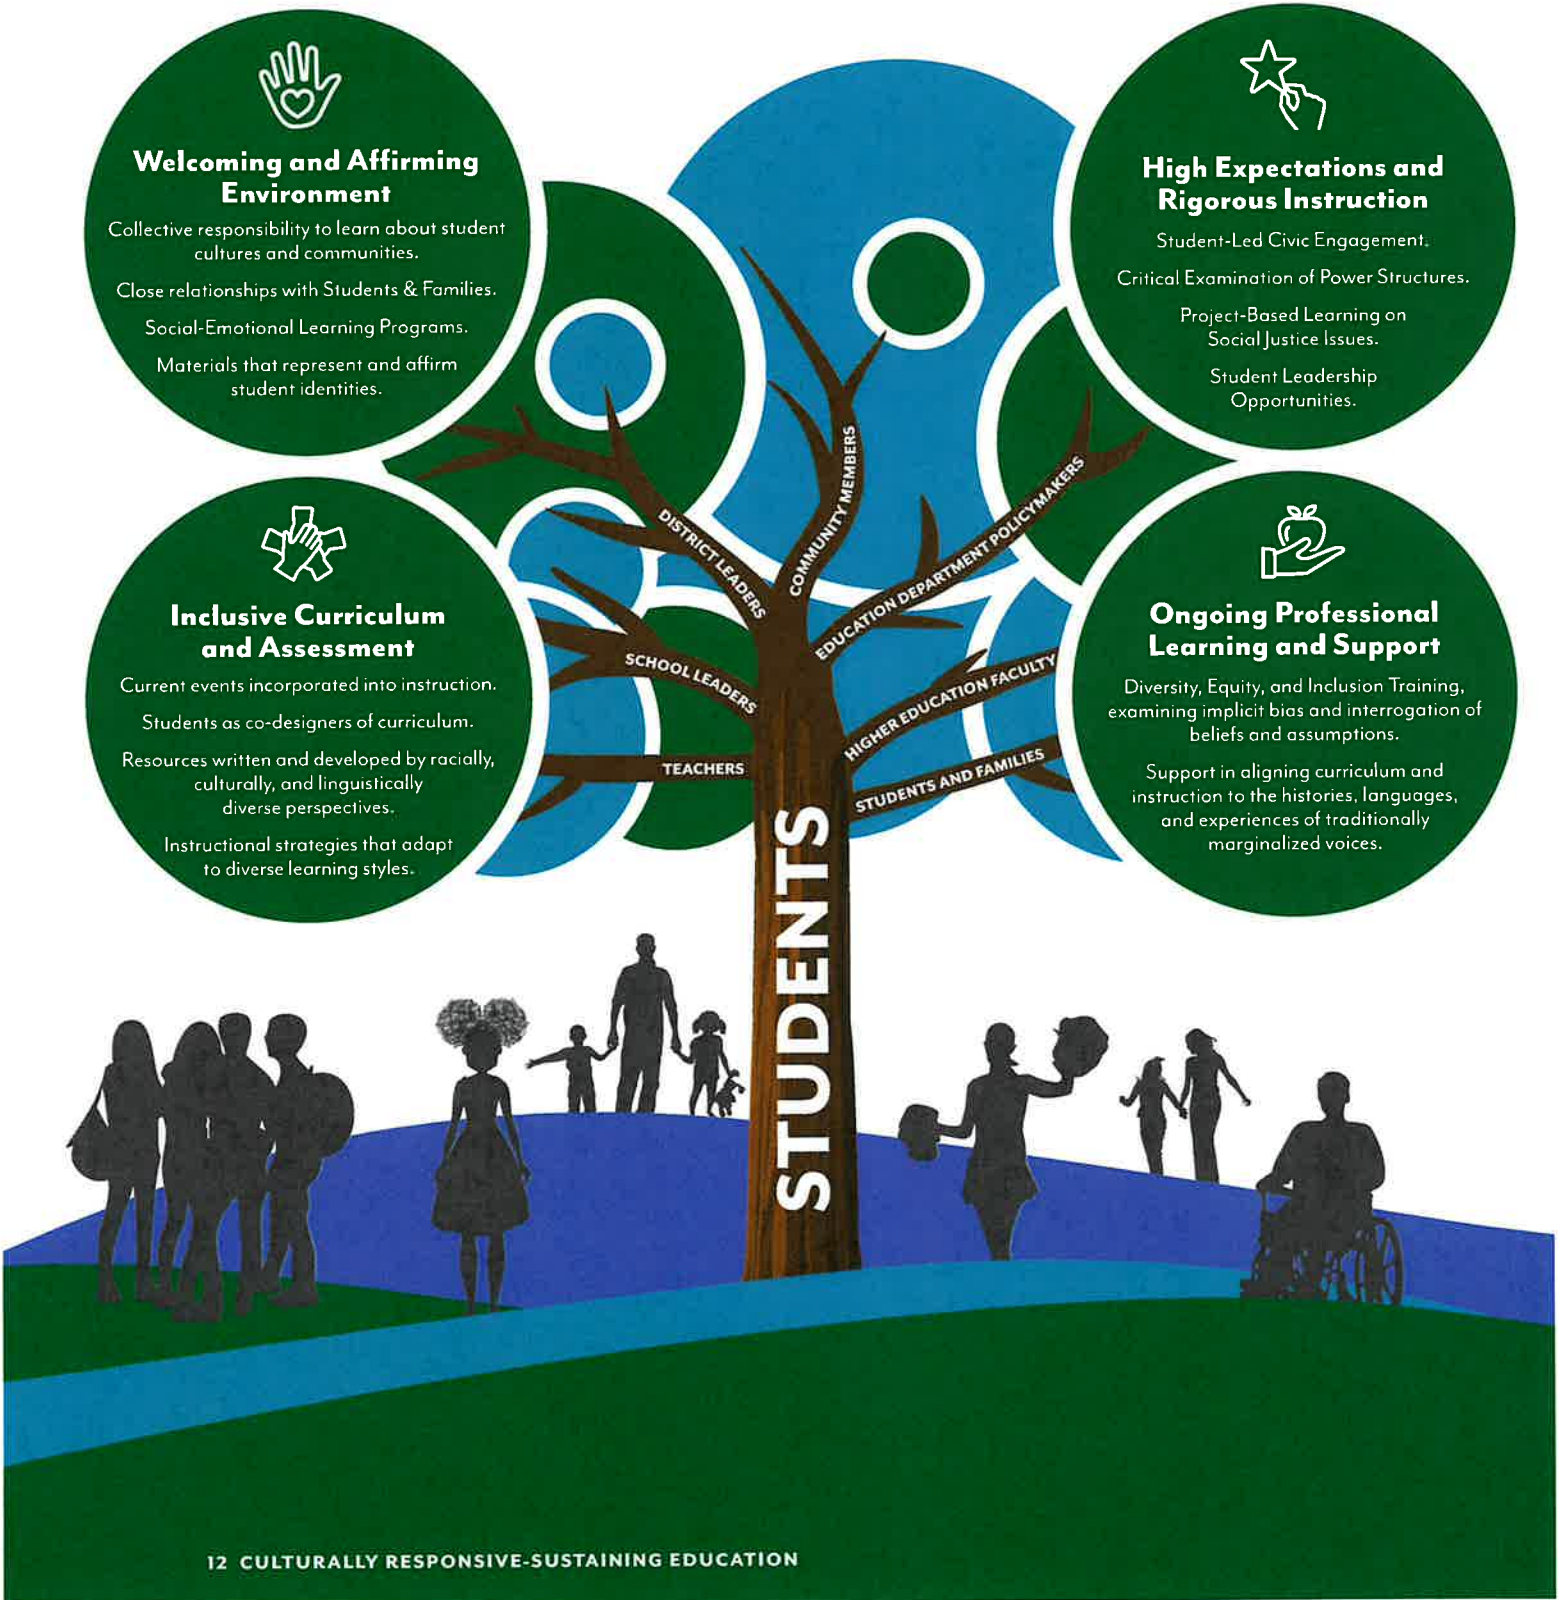 Welcoming and Affirming
Environment
Collective responsibility to learn about student
cultures and communities.
Close relationships with Students & Families.
Social-Emotional Learning Programs.
Materials that represent and affirm
student identities.
High Expectations and
Rigorous Instruction
Student-Led Civic Engagement.
Critical Examination of Power Structures.
Project-Based Learning on
Social Justice Issues.
Student Leadership
Opportunities.
Inclusive Curriculum
and Assessment
Current events incorporated into instruction.
Students as co-designers of curriculum.
Resources written and developed by racially,
culturally, and linguistically
diverse perspectives.
Instructional strategies that adapt
to diverse learning styles.
Ongoing Professional
Learning and Support
Diversity, Equity, and Inclusion Training,
examining implicit bias and interrogation of
beliefs and assumptions.
Support in aligning curriculum and
instruction to the histories, languages,
and experiences of traditionally
marginalized voices.
DISTRICT LEADERS
COMMUNITY MEMBERS
EDUCATION DEPARTMENT POLICYMAKERS
SCHOOL LEADERS
HIGHER EDUCATION FACULTY
TEACHERS
STUDENTS AND FAMILIES
STUDENTS
12 CULTURALLY RESPONSIVE-SUSTAINING EDUCATION